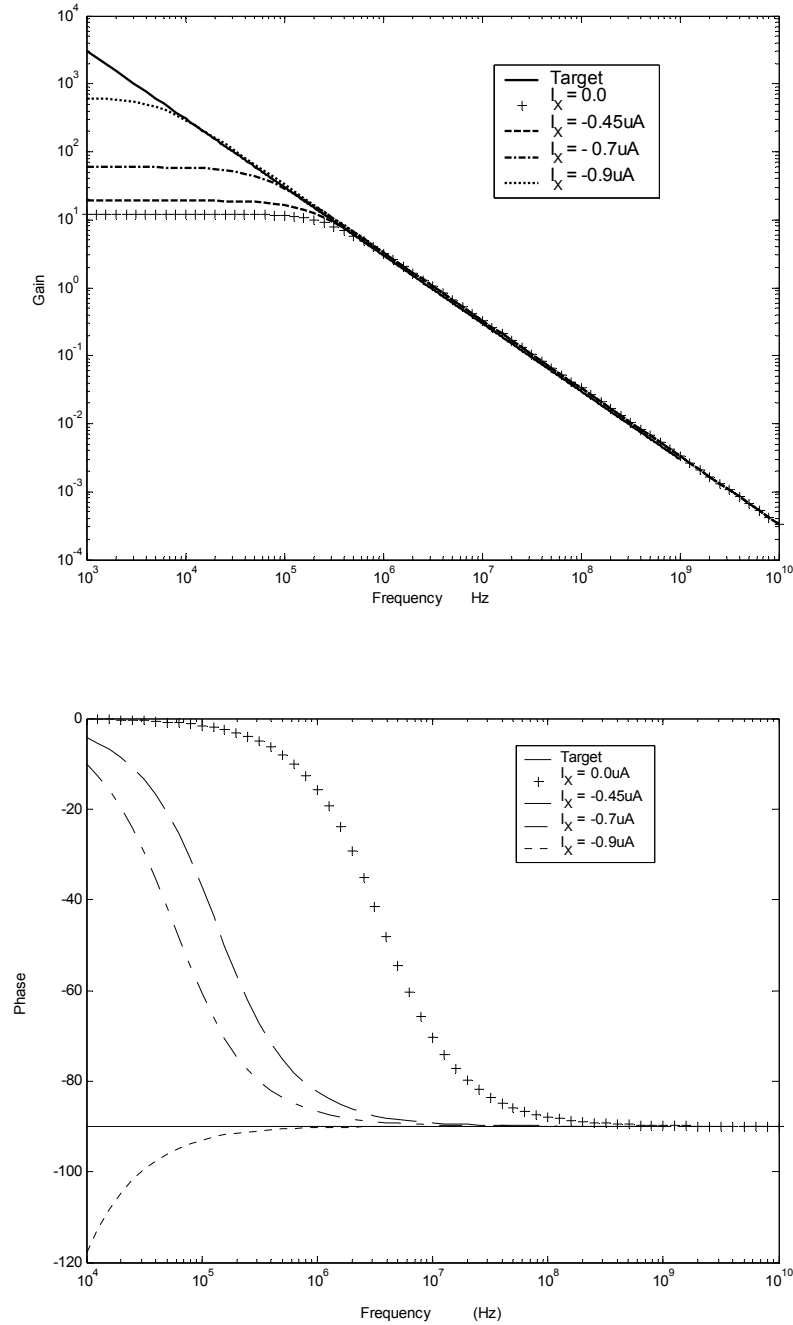 10^4
10^3
10^2
10^1
10^0
10^-1
10^-2
10^-3
10^-4
Gain
Target
I_X = 0.0
I_X = -0.45uA
I_X = - 0.7uA
I_X = -0.9uA
10^3 10^4 10^5 10^6 10^7 10^8 10^9 10^10
Frequency Hz
0
-20
-40
-60
-80
-100
-120
Phase
Target
I_X = 0.0uA
I_X = -0.45uA
I_X = -0.7uA
I_X = -0.9uA
10^4 10^5 10^6 10^7 10^8 10^9 10^10
Frequency (Hz)